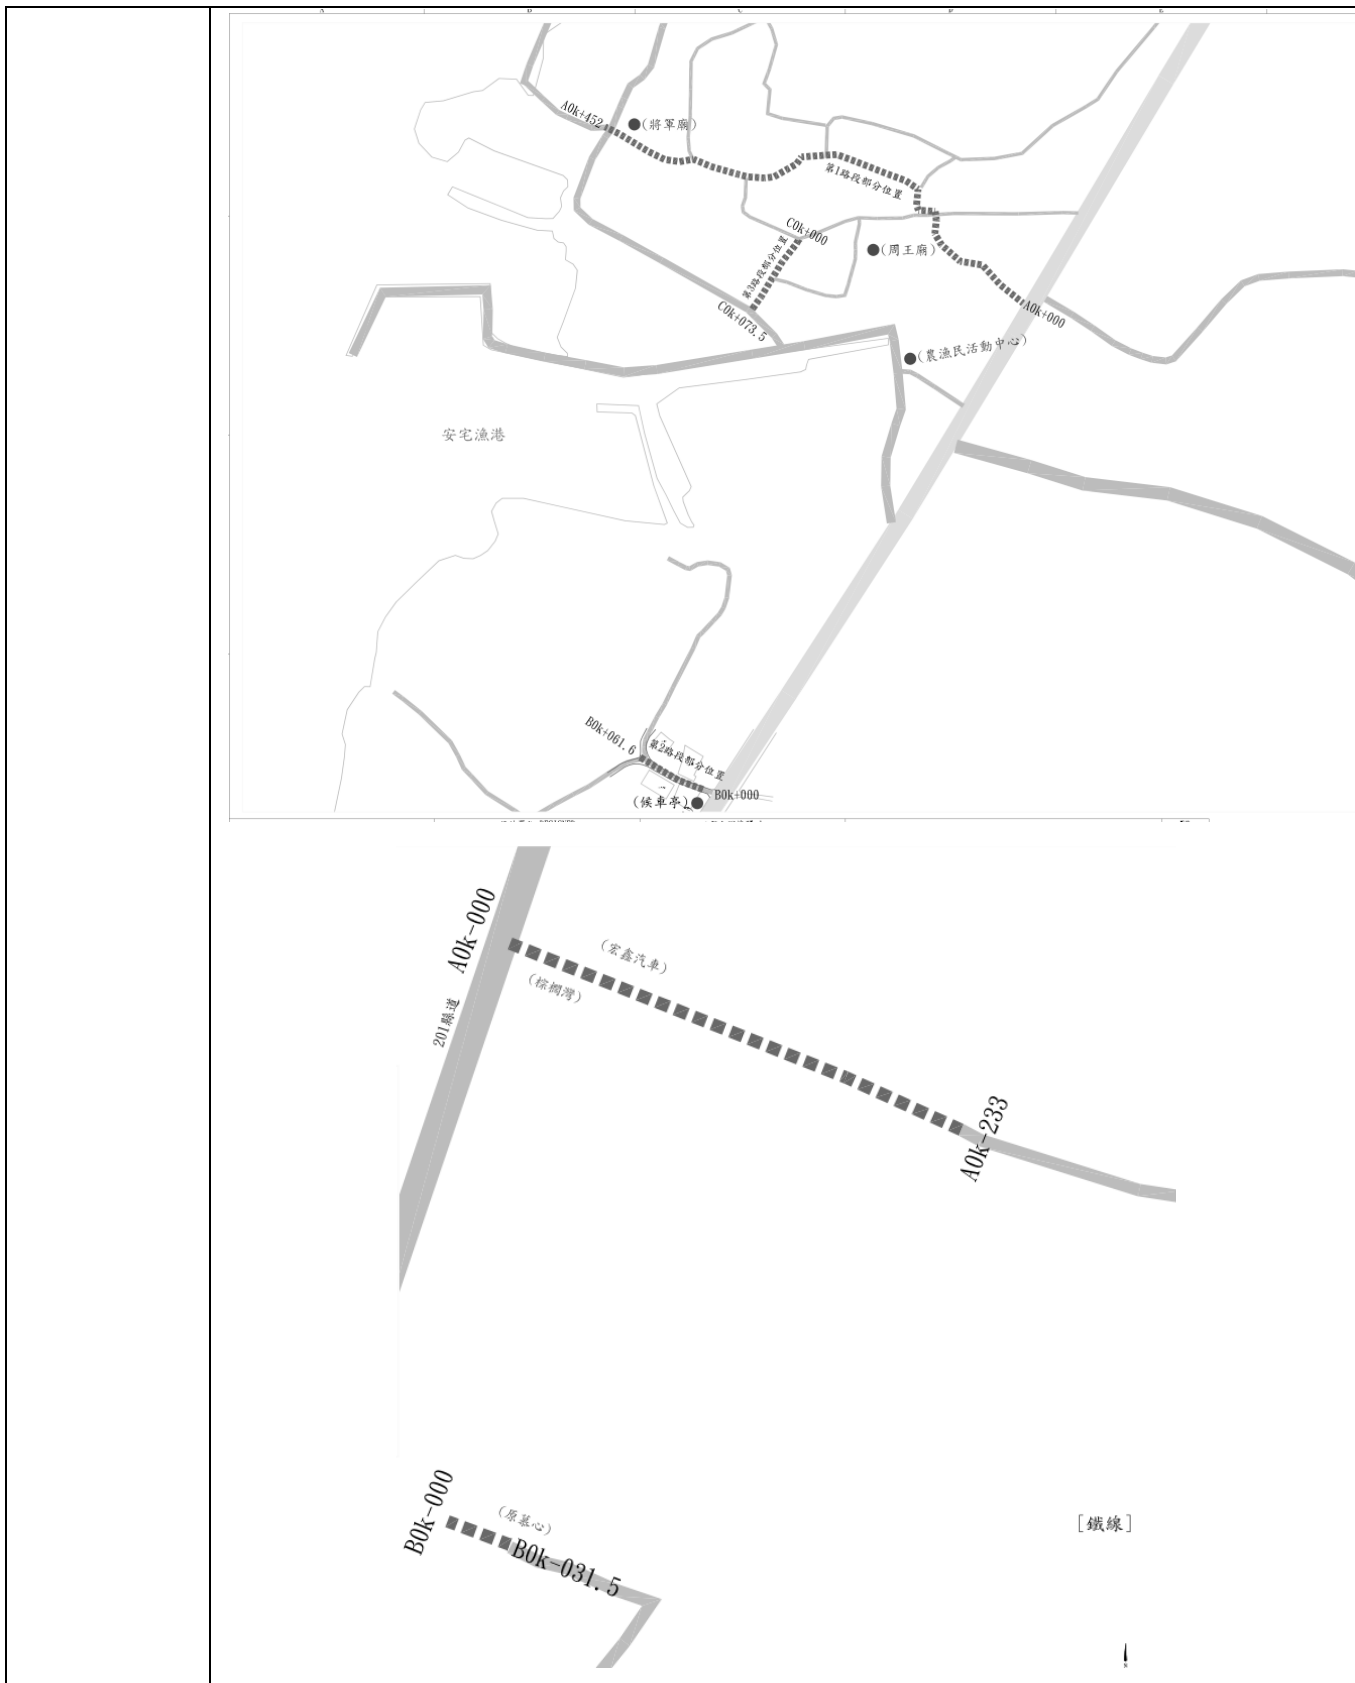 A0k+452
(將軍廟)
第1路段部分位置
C0k+000
(周王廟)
第3路段部分位置
C0k+073.5
A0k+000
(農漁民活動中心)
安宅漁港
B0k+061.6
第2路段部分位置
B0k+000
(候車亭)
A0k-000
(宏鑫汽車)
(棕櫚灣)
201縣道
A0k-233
B0k-000
(原慕心)
B0k-031.5
[鐵線]